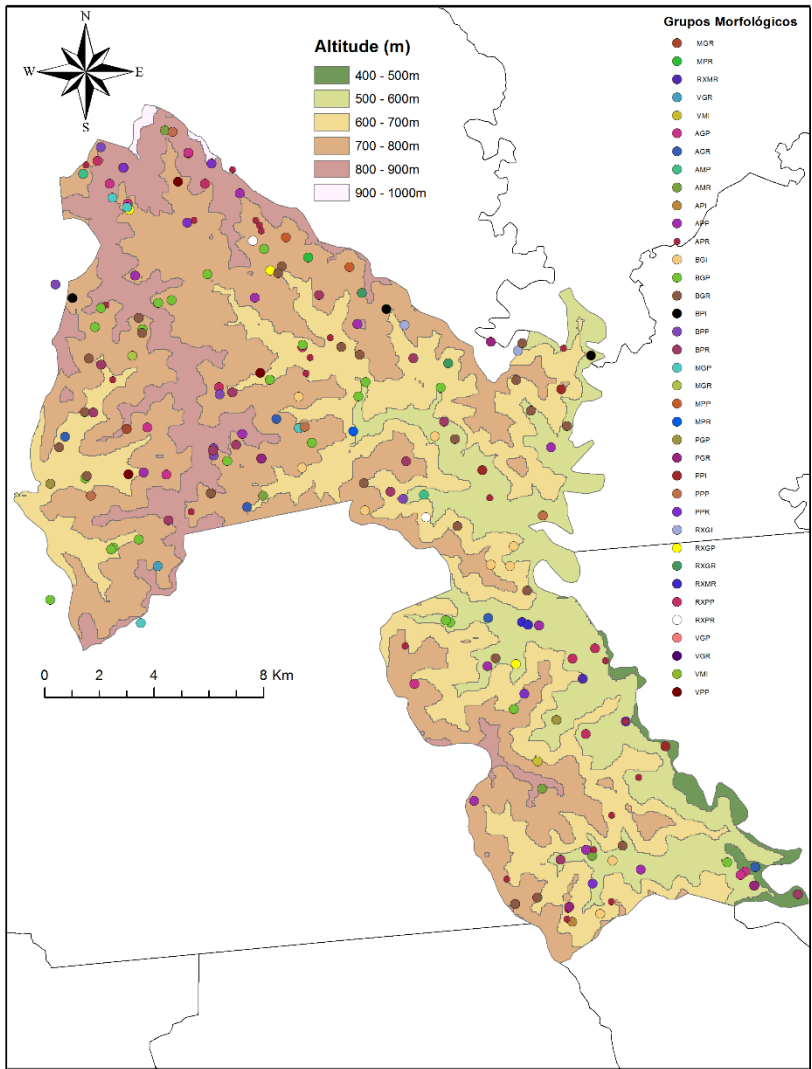 N
W E
S
Altitude (m)
400 - 500m
500 - 600m
600 - 700m
700 - 800m
800 - 900m
900 - 1000m
Grupos Morfológicos
MGR
MPR
RXMR
VGR
VMI
AGP
AGR
AMP
AMR
API
APP
APR
BGI
BGP
BGR
BPI
BPP
BPR
MGP
MGR
MPP
MPR
PGP
PGR
PPI
PPP
PPR
RXGI
RXGP
RXGR
RXMR
RXPP
RXPR
VGP
VGR
VMI
VPP
0 2 4 8 Km